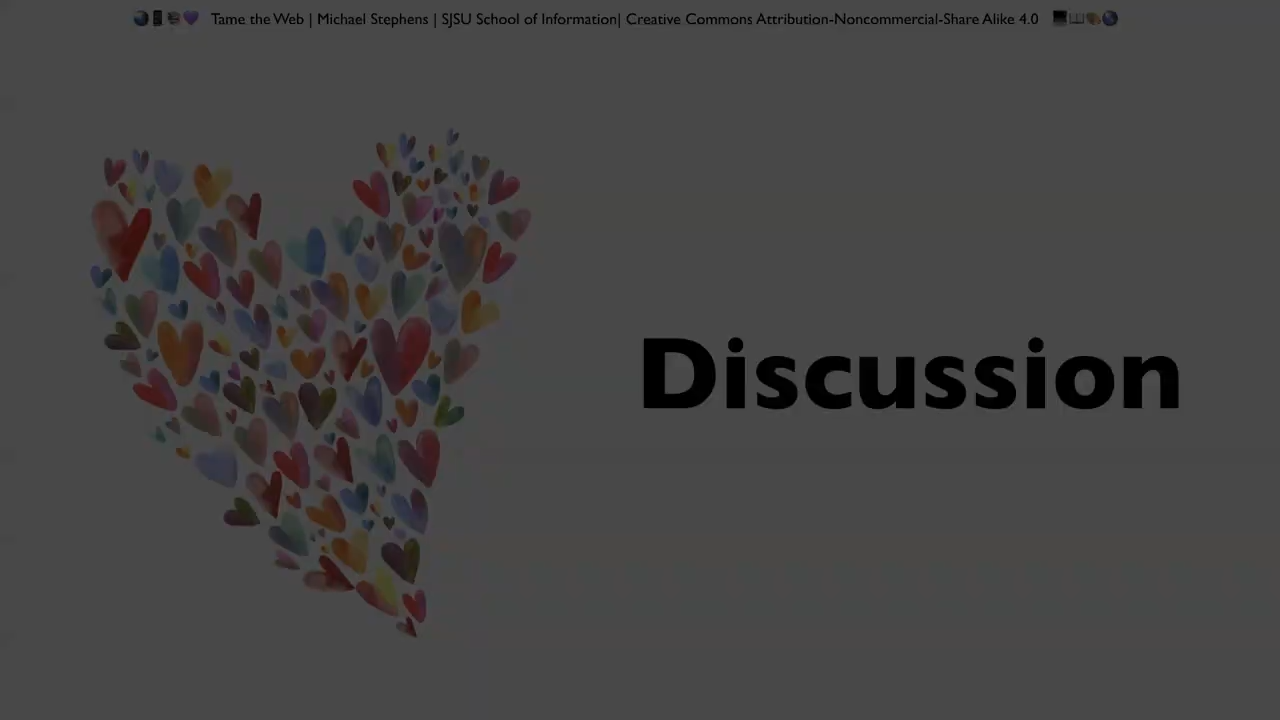 Tame the Web | Michael Stephens | SJSU School of Information| Creative Commons Attribution-Noncommercial-Share Alike 4.0
Discussion